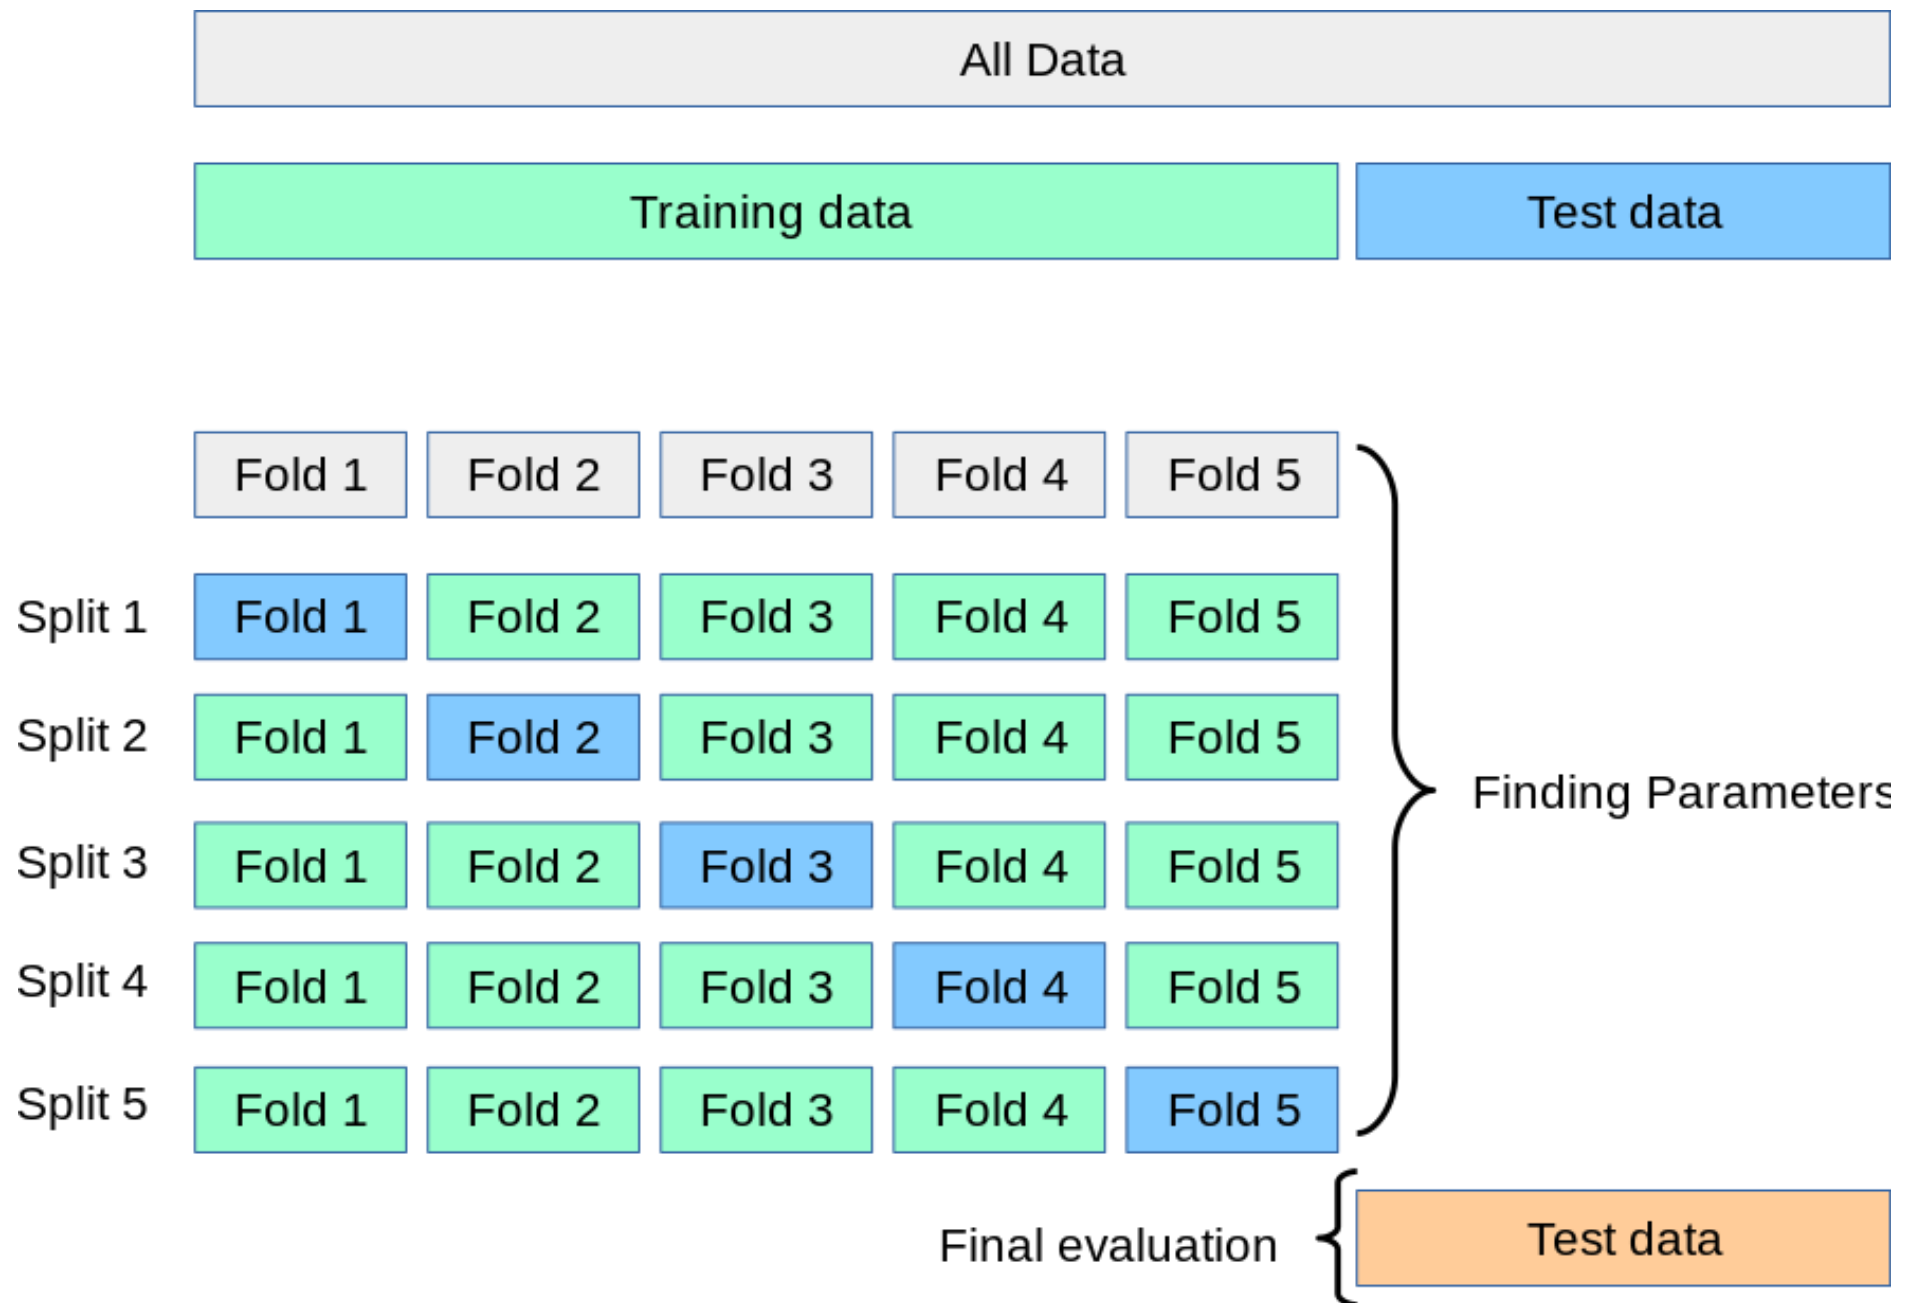 All Data
Training data Test data
Fold 1 Fold 2 Fold 3 Fold 4 Fold 5
Split 1 Fold 1 Fold 2 Fold 3 Fold 4 Fold 5
Split 2 Fold 1 Fold 2 Fold 3 Fold 4 Fold 5
Finding Parameters
Split 3 Fold 1 Fold 2 Fold 3 Fold 4 Fold 5
Split 4 Fold 1 Fold 2 Fold 3 Fold 4 Fold 5
Split 5 Fold 1 Fold 2 Fold 3 Fold 4 Fold 5
Final evaluation Test data